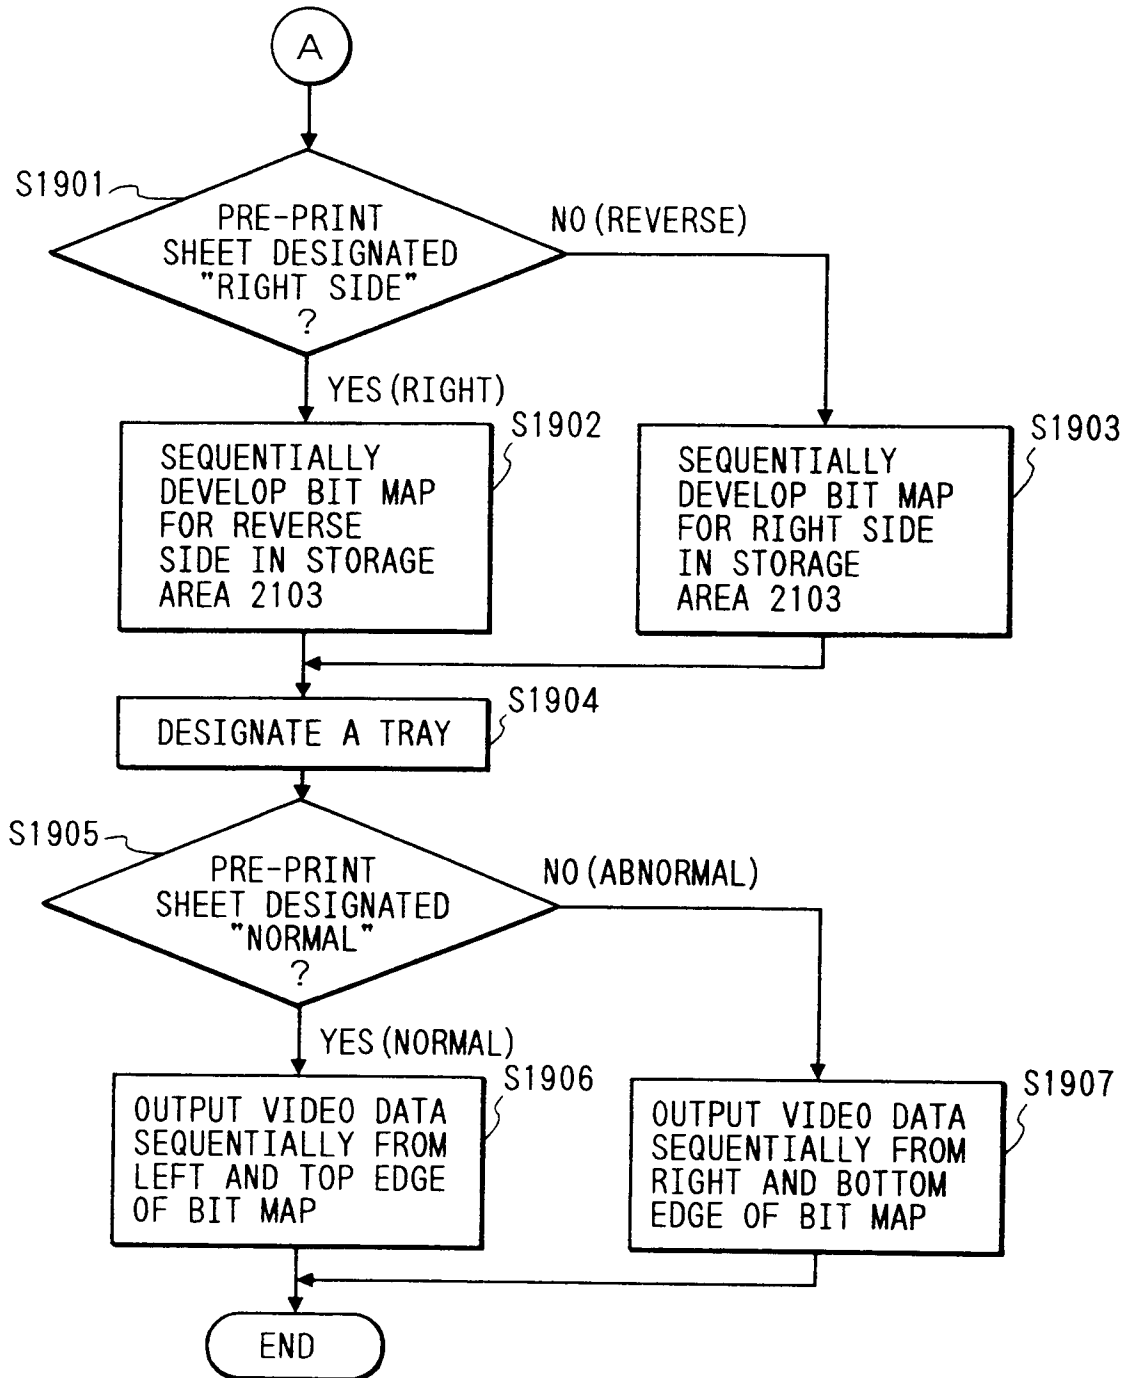 A
S1901
PRE-PRINT
SHEET DESIGNATED
"RIGHT SIDE"
?
NO(REVERSE)
YES(RIGHT)
S1902
SEQUENTIALLY
DEVELOP BIT MAP
FOR REVERSE
SIDE IN STORAGE
AREA 2103
S1903
SEQUENTIALLY
DEVELOP BIT MAP
FOR RIGHT SIDE
IN STORAGE
AREA 2103
S1904
DESIGNATE A TRAY
S1905
PRE-PRINT
SHEET DESIGNATED
"NORMAL"
?
NO(ABNORMAL)
YES(NORMAL)
S1906
OUTPUT VIDEO DATA
SEQUENTIALLY FROM
LEFT AND TOP EDGE
OF BIT MAP
S1907
OUTPUT VIDEO DATA
SEQUENTIALLY FROM
RIGHT AND BOTTOM
EDGE OF BIT MAP
END